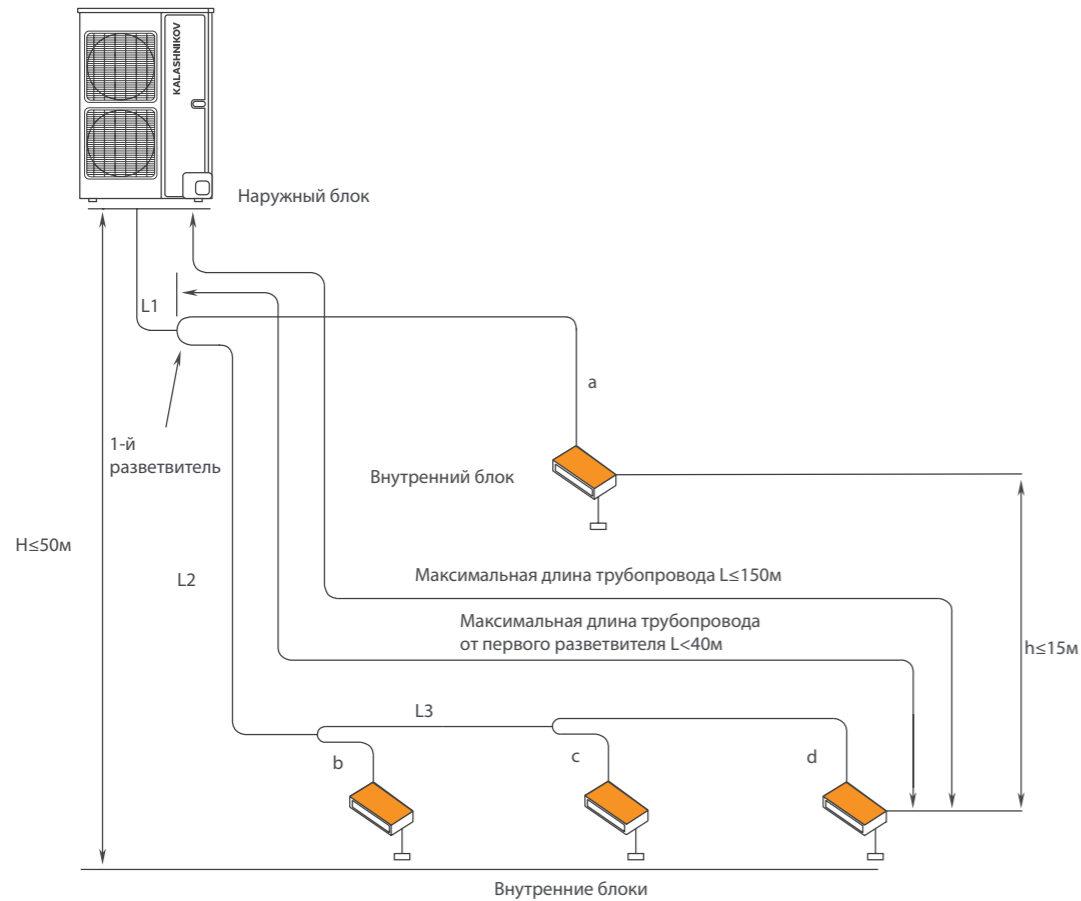 KALASHNIKOV
Наружный блок
L1
a
1-й
разветвитель
Внутренний блок
H≤50м
L2
Максимальная длина трубопровода L≤150м
Максимальная длина трубопровода
от первого разветвителя L<40м
h≤15м
L3
b
c
d
Внутренние блоки